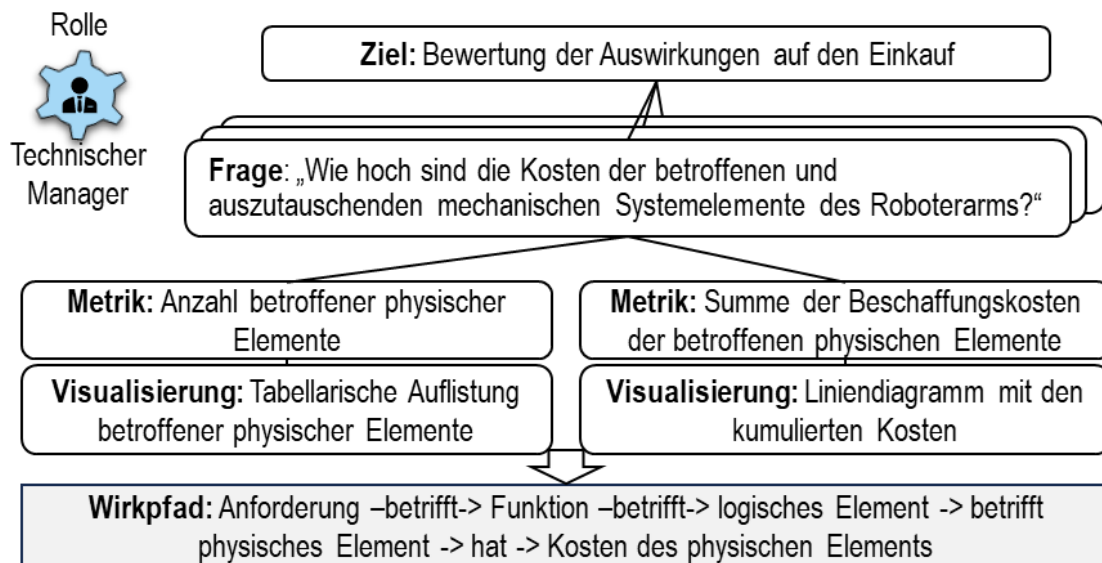 Rolle
Technischer
Manager
Ziel: Bewertung der Auswirkungen auf den Einkauf
Frage: „Wie hoch sind die Kosten der betroffenen und
auszutauschenden mechanischen Systemelemente des Roboterarms?“
Metrik: Anzahl betroffener physischer
Elemente
Visualisierung: Tabellarische Auflistung
betroffener physischer Elemente
Metrik: Summe der Beschaffungskosten
der betroffenen physischen Elemente
Visualisierung: Liniendiagramm mit den
kumulierten Kosten
Wirkpfad: Anforderung –betrifft-> Funktion –betrifft-> logisches Element -> betrifft
physisches Element -> hat -> Kosten des physischen Elements